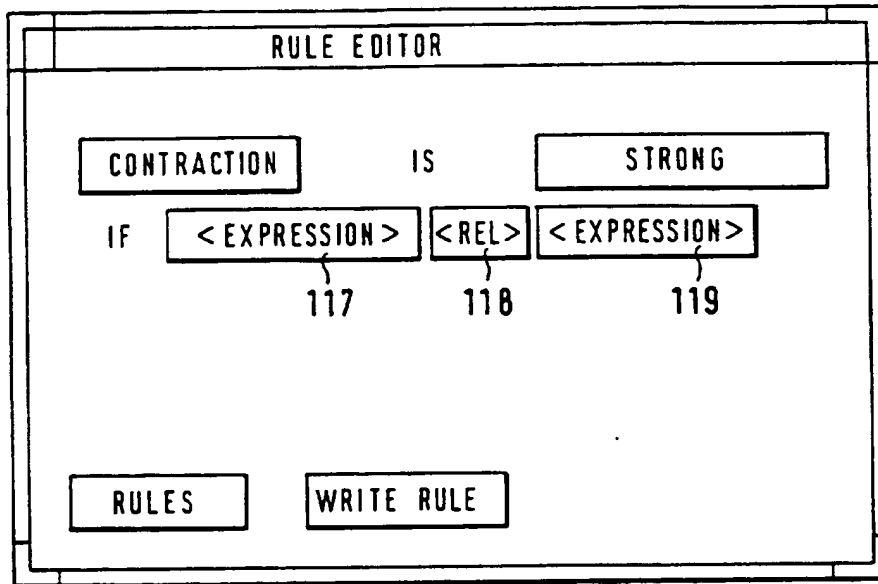 RULE EDITOR
CONTRACTION IS STRONG
IF <EXPRESSION> <REL> <EXPRESSION>
117 118 119
RULES WRITE RULE